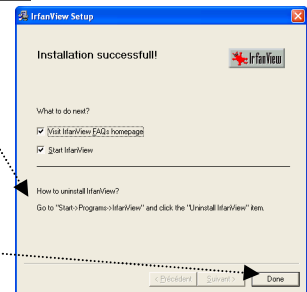 IrfanView Setup
Installation successfull!
IrfanView
What to do next?
Visit IrfanView FAQs homepage
Start IrfanView
How to uninstall IrfanView?
Go to "Start->Programs->IrfanView" and click the "Uninstall IrfanView" item.
< Précédent Suivant > Done